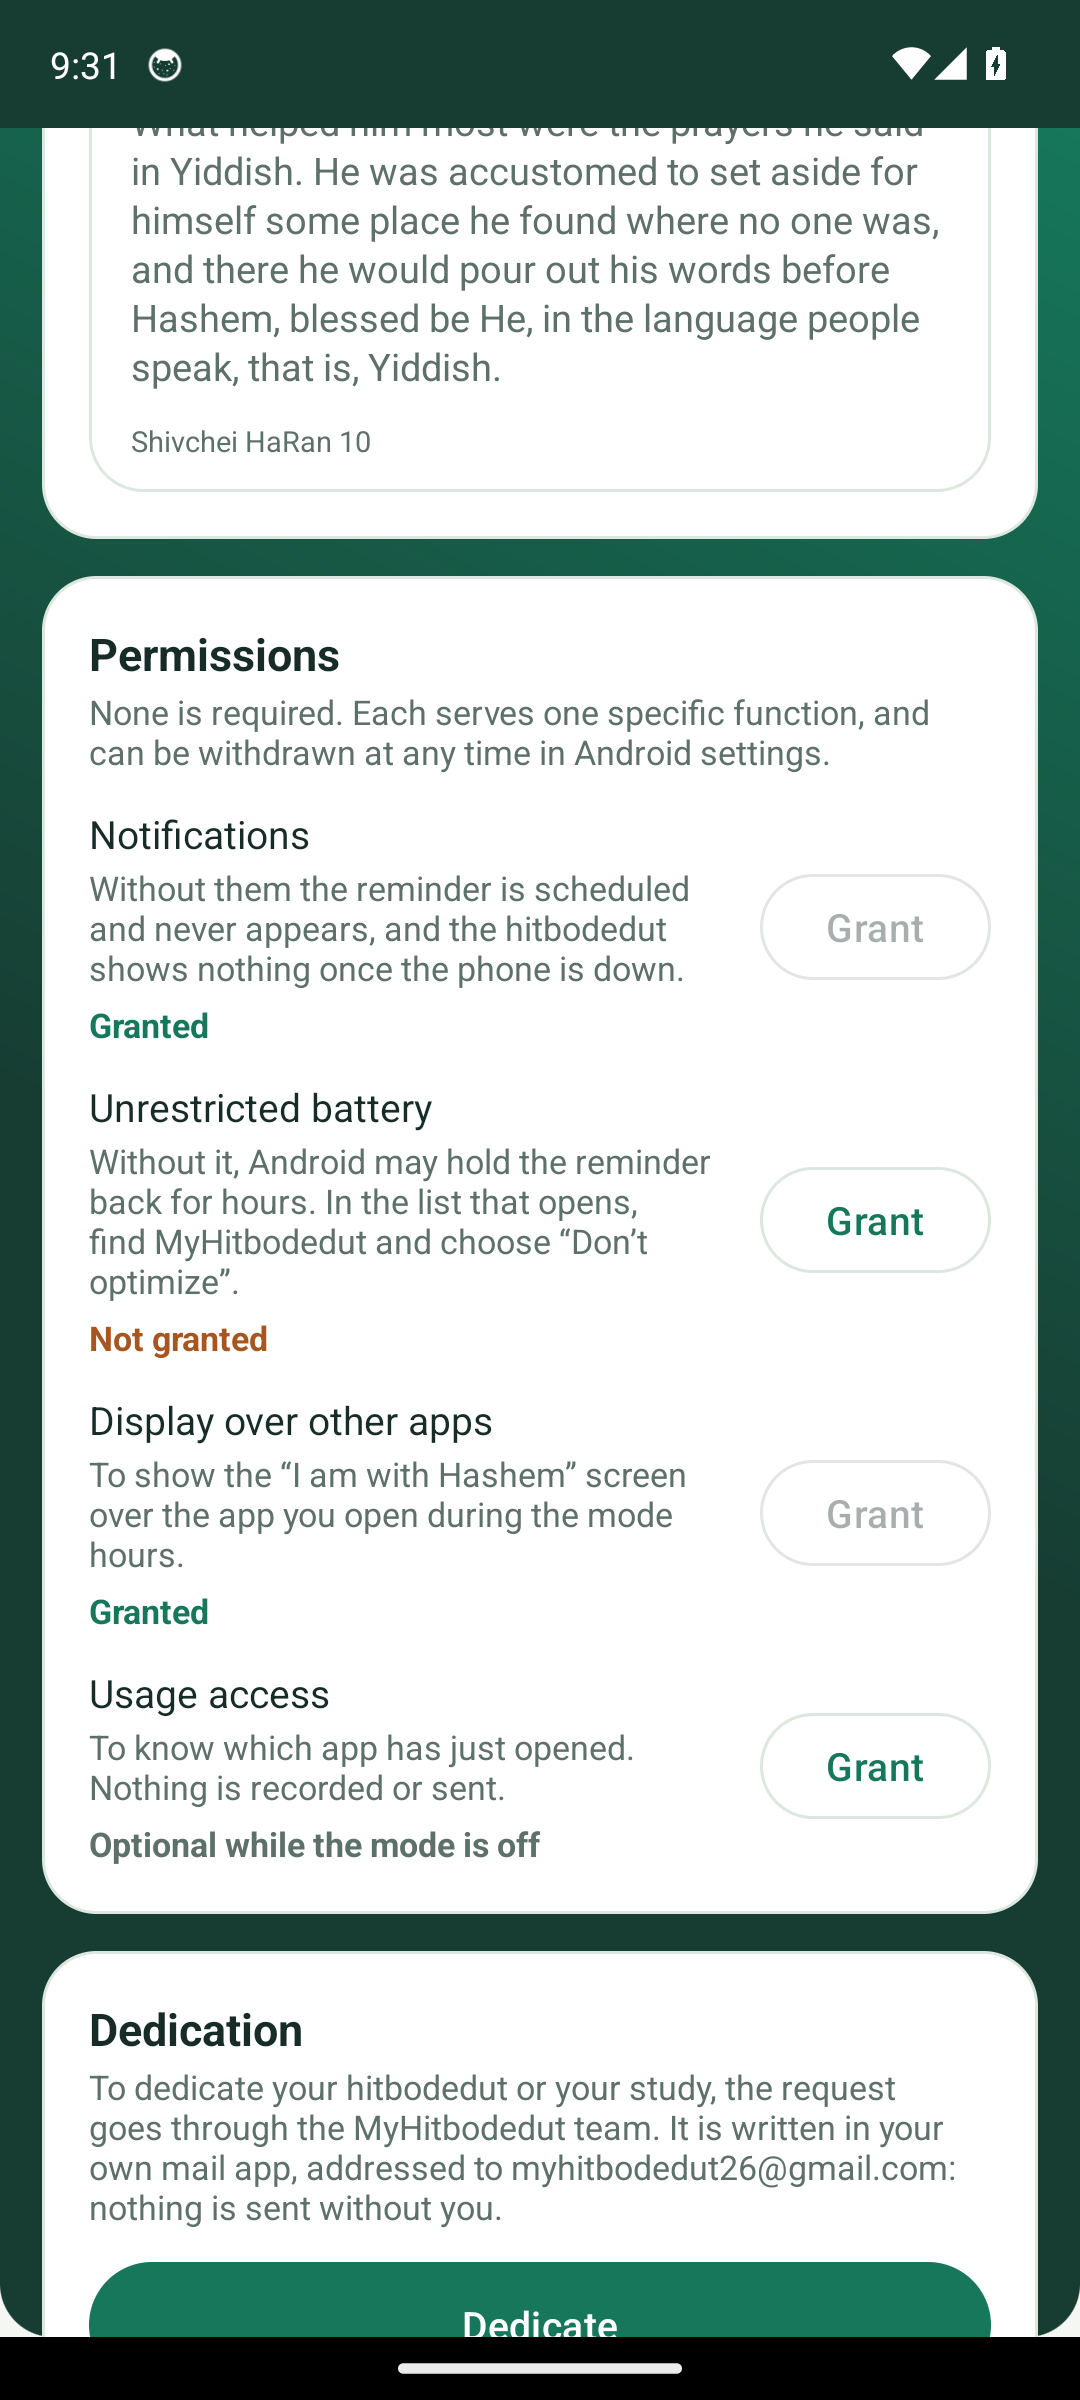 9:31
What helped him most were the prayers he said
in Yiddish. He was accustomed to set aside for
himself some place he found where no one was,
and there he would pour out his words before
Hashem, blessed be He, in the language people
speak, that is, Yiddish.
Shivchei HaRan 10
Permissions
None is required. Each serves one specific function, and
can be withdrawn at any time in Android settings.
Notifications
Without them the reminder is scheduled
and never appears, and the hitbodedut
shows nothing once the phone is down.
Grant
Granted
Unrestricted battery
Without it, Android may hold the reminder
back for hours. In the list that opens,
find MyHitbodedut and choose “Don’t
optimize”.
Grant
Not granted
Display over other apps
To show the “I am with Hashem” screen
over the app you open during the mode
hours.
Grant
Granted
Usage access
To know which app has just opened.
Nothing is recorded or sent.
Grant
Optional while the mode is off
Dedication
To dedicate your hitbodedut or your study, the request
goes through the MyHitbodedut team. It is written in your
own mail app, addressed to myhitbodedut26@gmail.com:
nothing is sent without you.
Dedicate